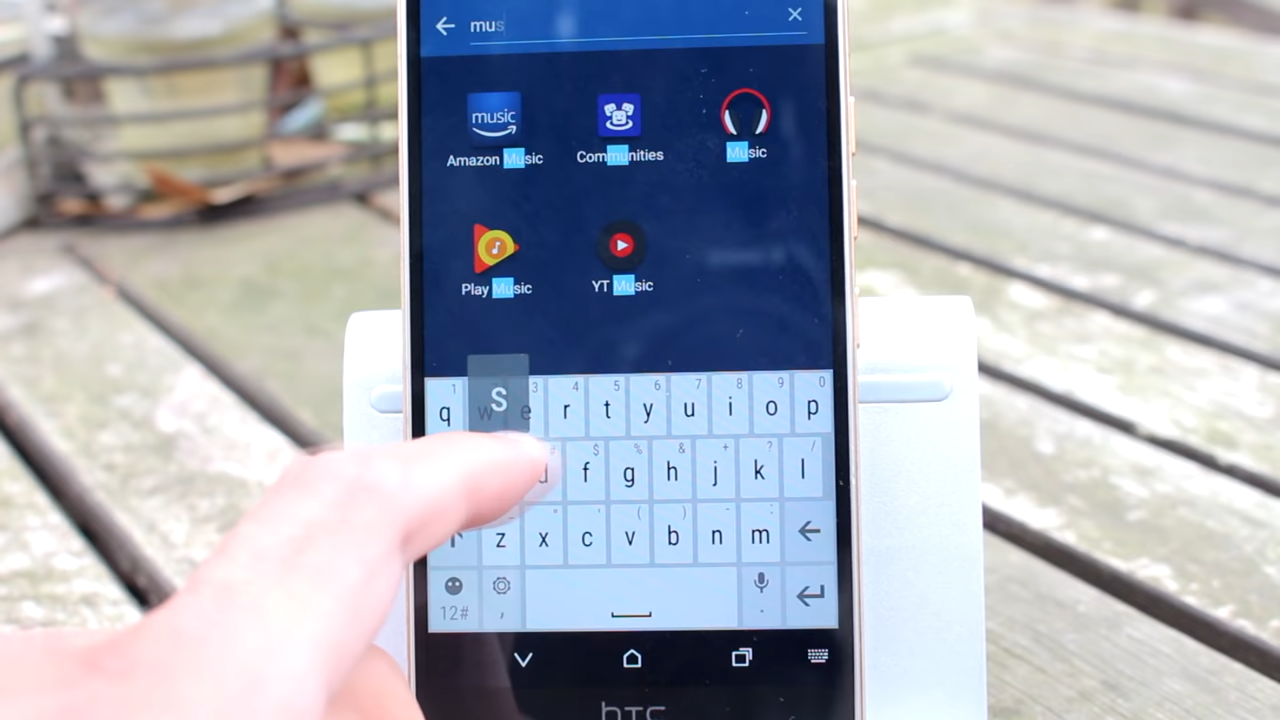 mus
music
Amazon Music
Communities
Music
Play Music
YT Music
S
1 3 4 5 6 7 8 9 0
q w e r t y u i o p
# $ % & + ? /
d f g h j k l
z x c v b n m
12# , .
htc